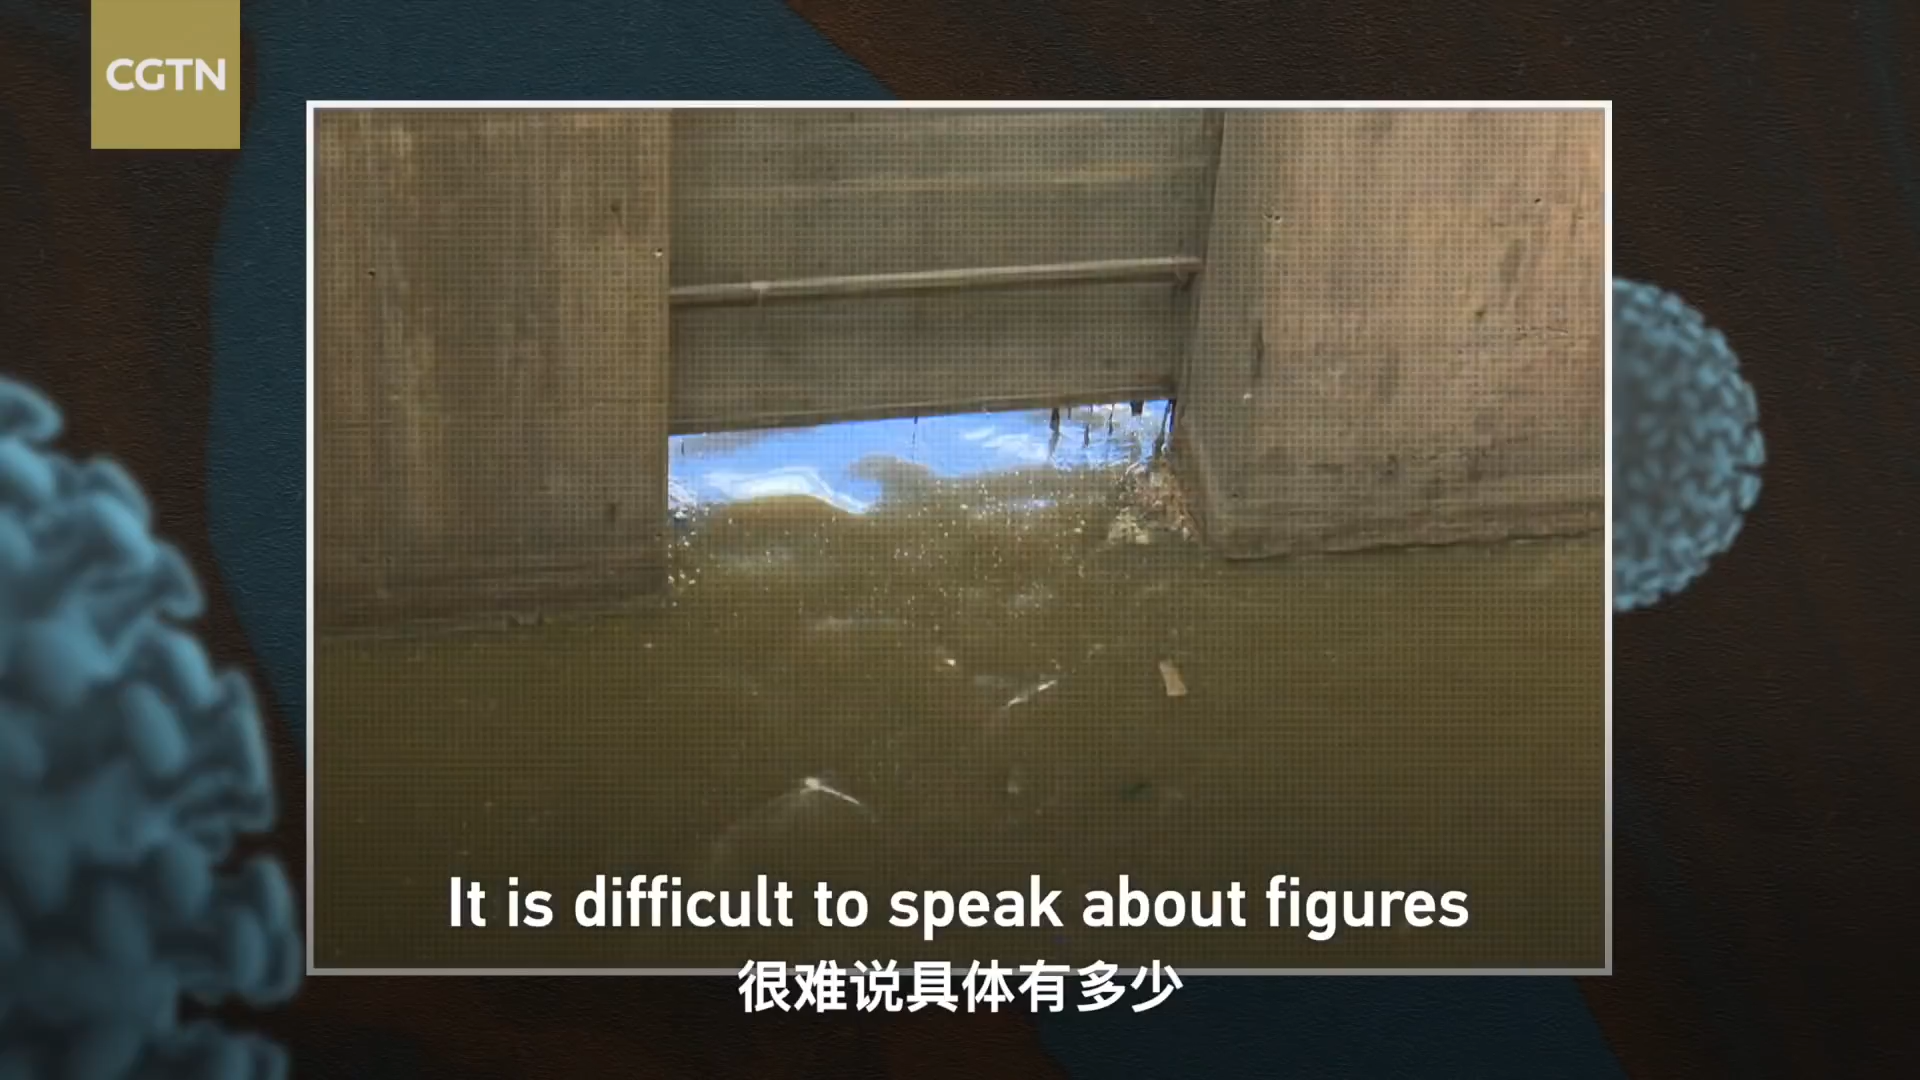 CGTN
It is difficult to speak about figures
很难说具体有多少